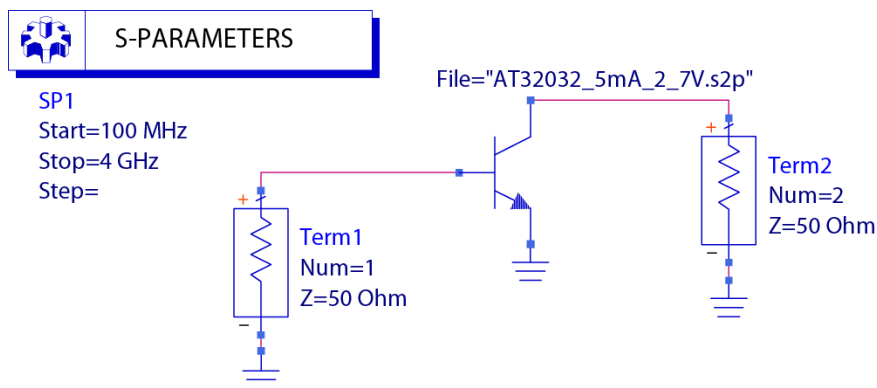 S-PARAMETERS
SP1
Start=100 MHz
Stop=4 GHz
Step=
File="AT32032_5mA_2_7V.s2p"
+
Term1
Num=1
Z=50 Ohm
−
+
Term2
Num=2
Z=50 Ohm
−